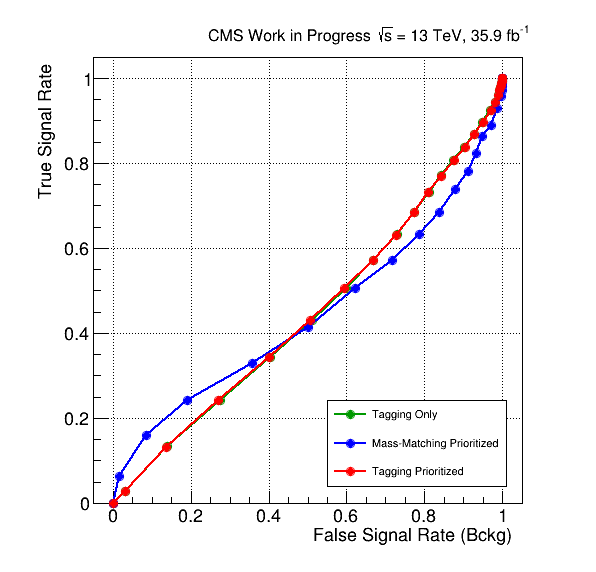 CMS Work in Progress √s = 13 TeV, 35.9 fb⁻¹
True Signal Rate
1
0.8
0.6
0.4
0.2
0
Tagging Only
Mass-Matching Prioritized
Tagging Prioritized
0 0.2 0.4 0.6 0.8 1
False Signal Rate (Bckg)